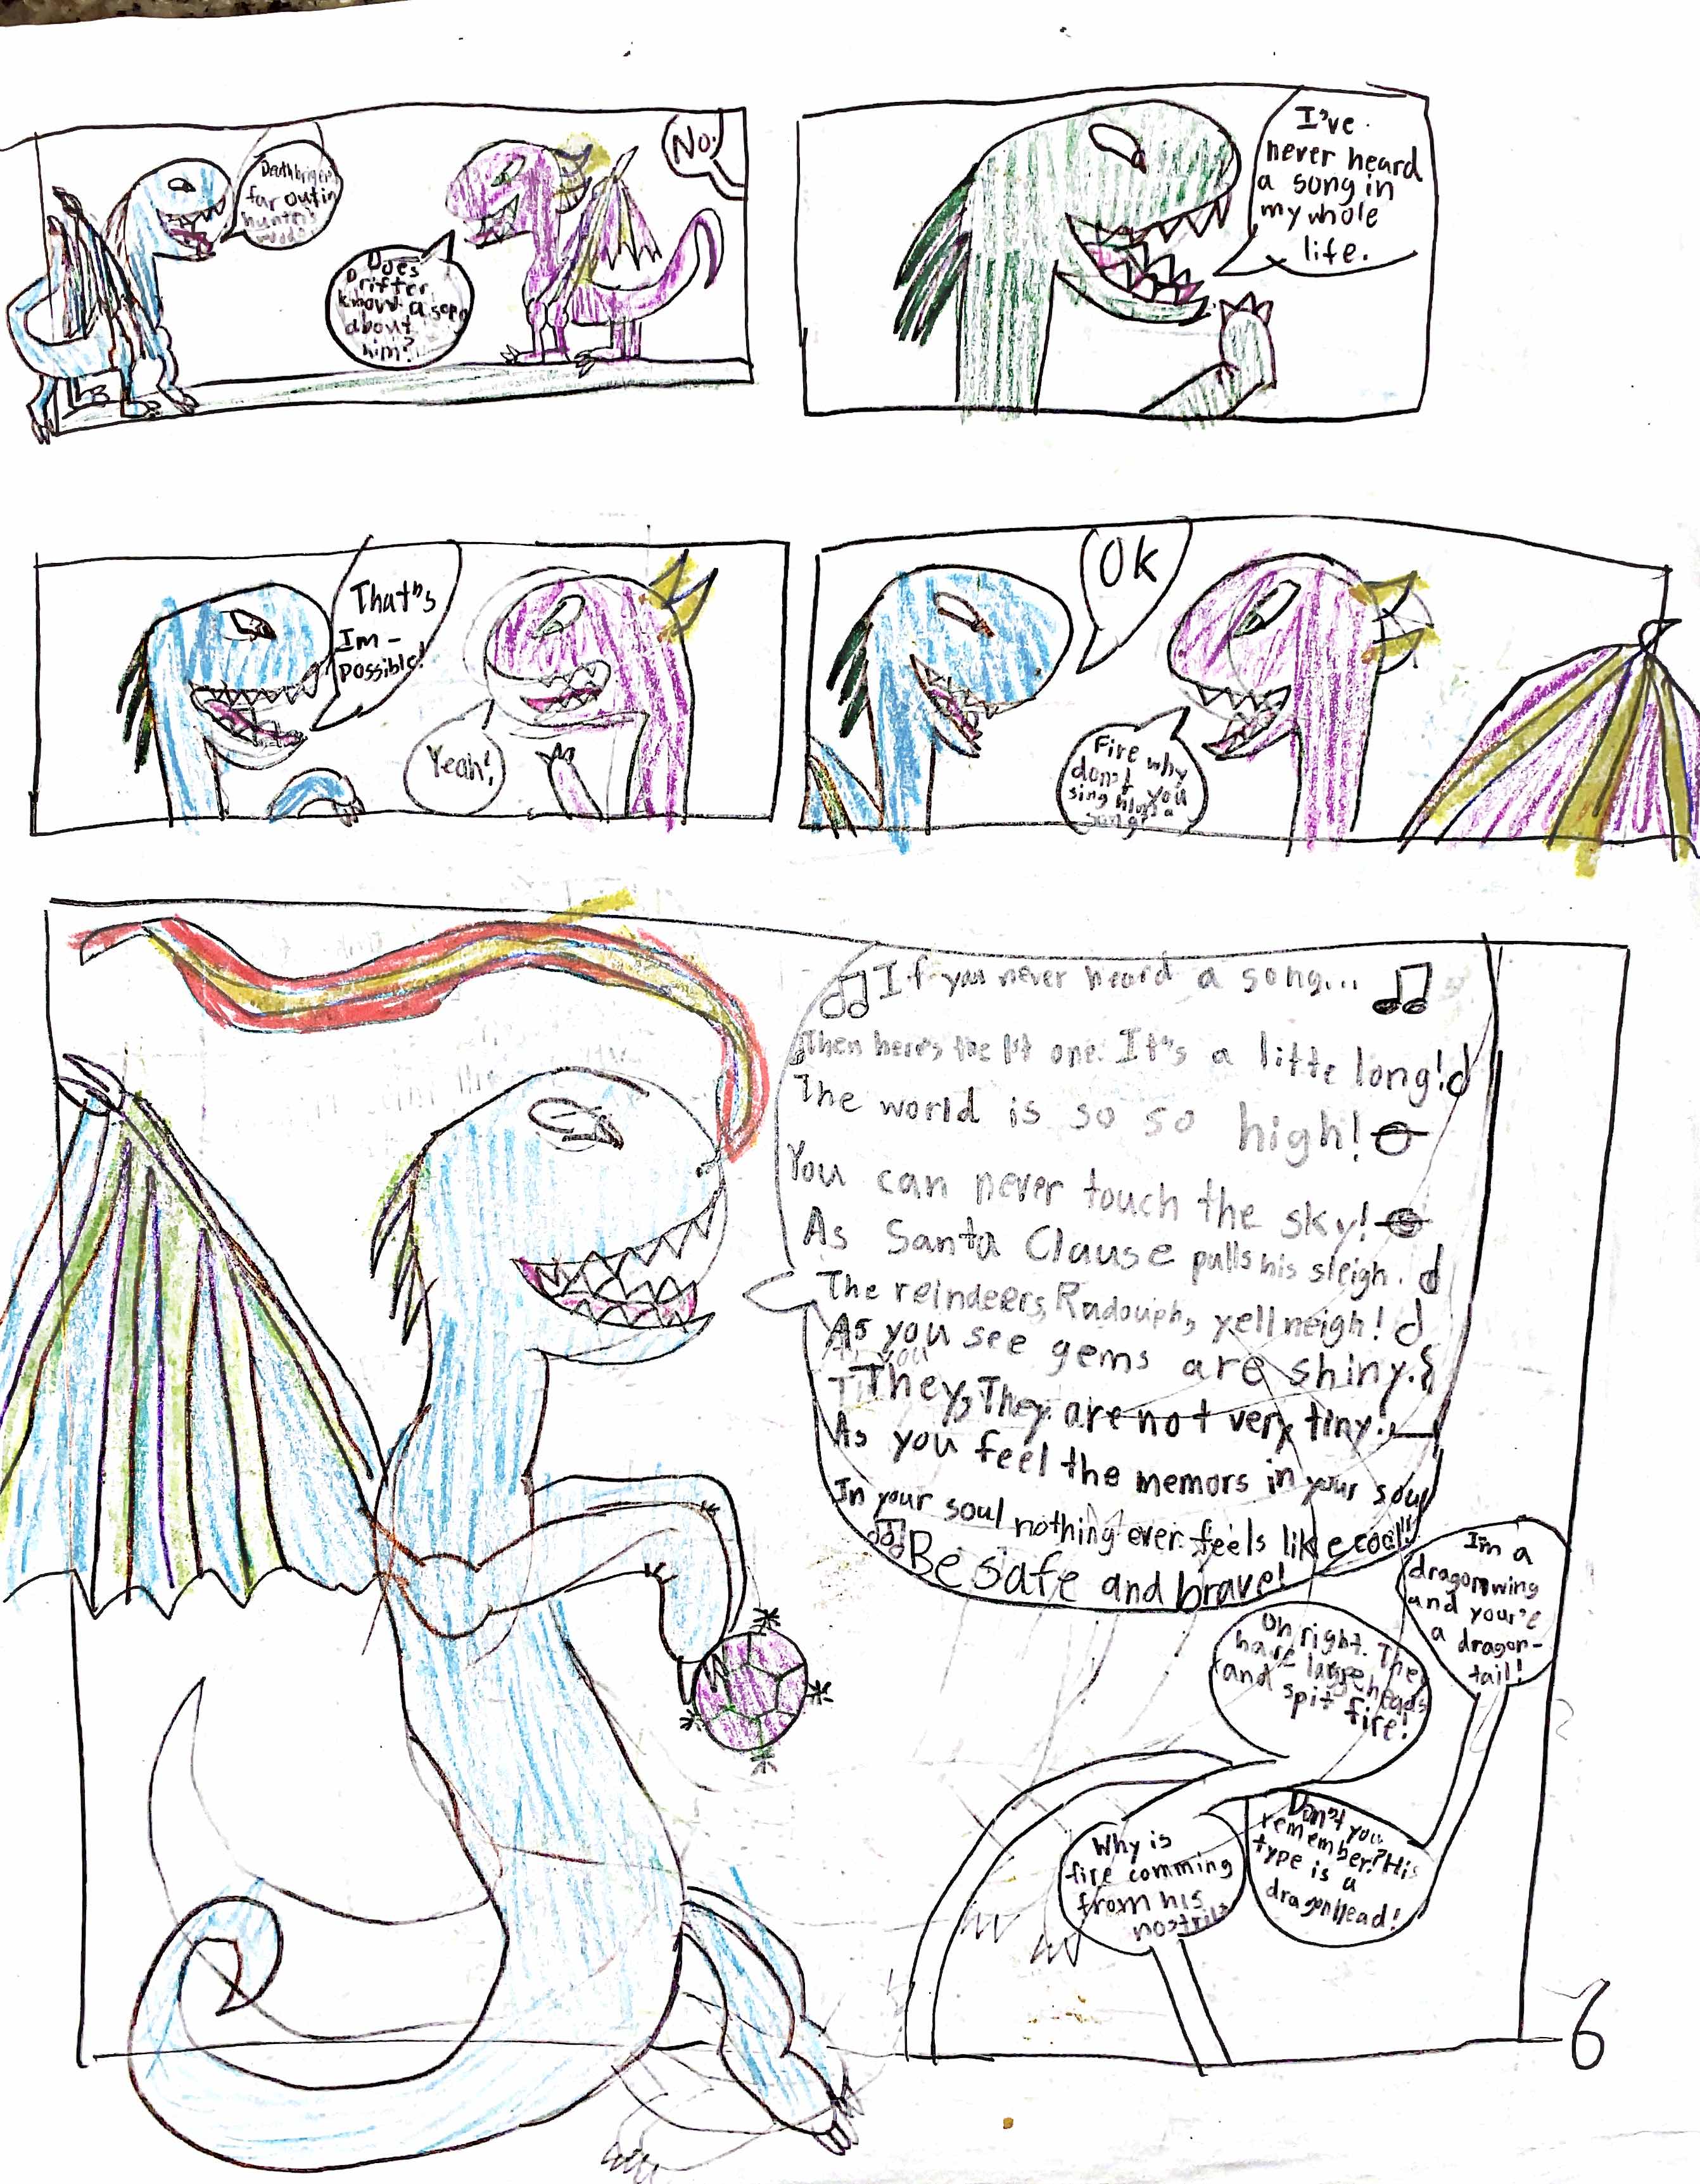 far out in
Does
Drifter
know a song
about
him?
No.
I've
never heard
a song in
my whole
life.
That's
Im-
possible!
Yeah!
OK
Fire why
don't you
sing him a
song?
If you never heard a song...
Then here's the 1st one. It's a litte long!
The world is so so high!
You can never touch the sky!
As Santa Clause pulls his sleigh.
The reindeers, yell neigh!
As you see gems are shiny.
They, They are not very tiny!
As you feel the memors in your soul
In your soul nothing ever feels like coal!
Be safe and brave!
Why is
fire comming
from his
nostrils
Don't you
remember? His
type is a
dragonhead!
Oh right. They
have large heads
and spit fire!
I'm a
dragonwing
and your'e
a dragon-
tail!
6